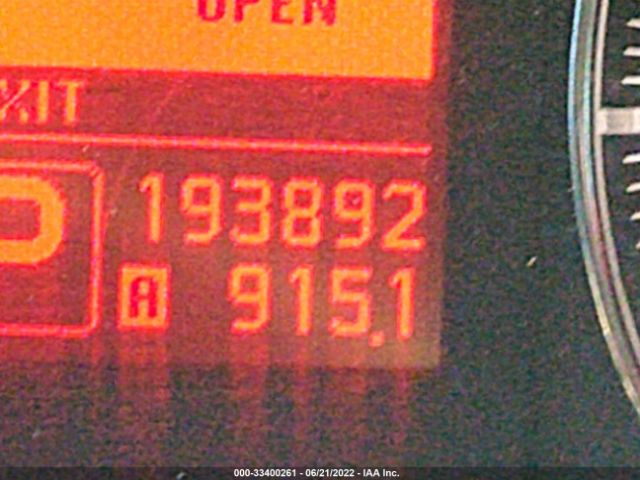 OPEN
XIT
P 193892
A 915.1
000-33400261 - 06/21/2022 - IAA Inc.